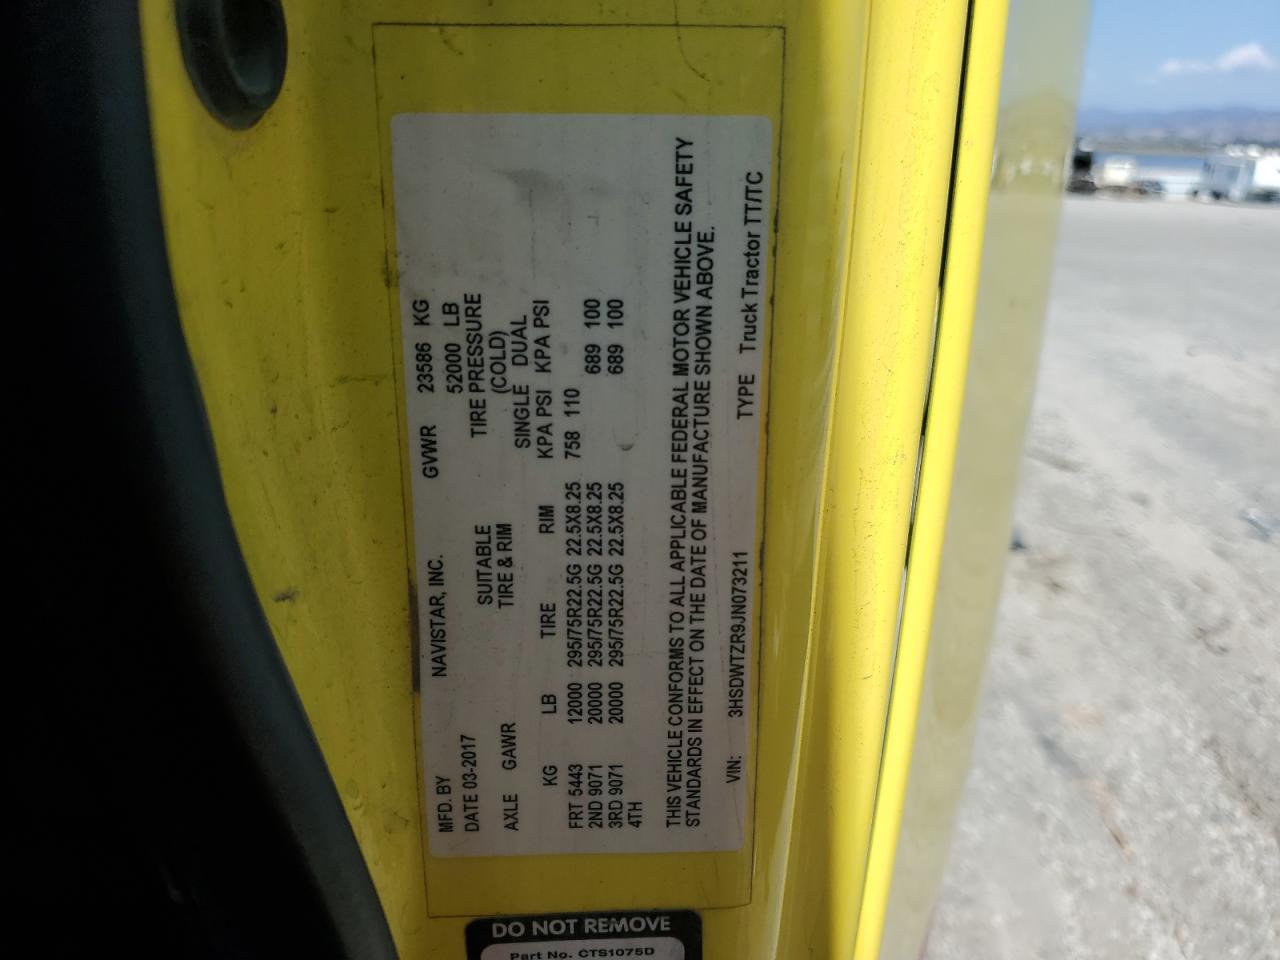 MFD. BY NAVISTAR, INC. GVWR 23586 KG
DATE 03-2017 52000 LB
AXLE GAWR SUITABLE TIRE & RIM TIRE PRESSURE (COLD)
SINGLE DUAL
KG LB TIRE RIM KPA PSI KPA PSI
FRT 5443 12000 295/75R22.5G 22.5X8.25 758 110
2ND 9071 20000 295/75R22.5G 22.5X8.25 689 100
3RD 9071 20000 295/75R22.5G 22.5X8.25 689 100
4TH
THIS VEHICLE CONFORMS TO ALL APPLICABLE FEDERAL MOTOR VEHICLE SAFETY
STANDARDS IN EFFECT ON THE DATE OF MANUFACTURE SHOWN ABOVE.
VIN: 3HSDWTZR9JN073211 TYPE Truck Tractor TT/TC
DO NOT REMOVE
Part No. CTS1075D